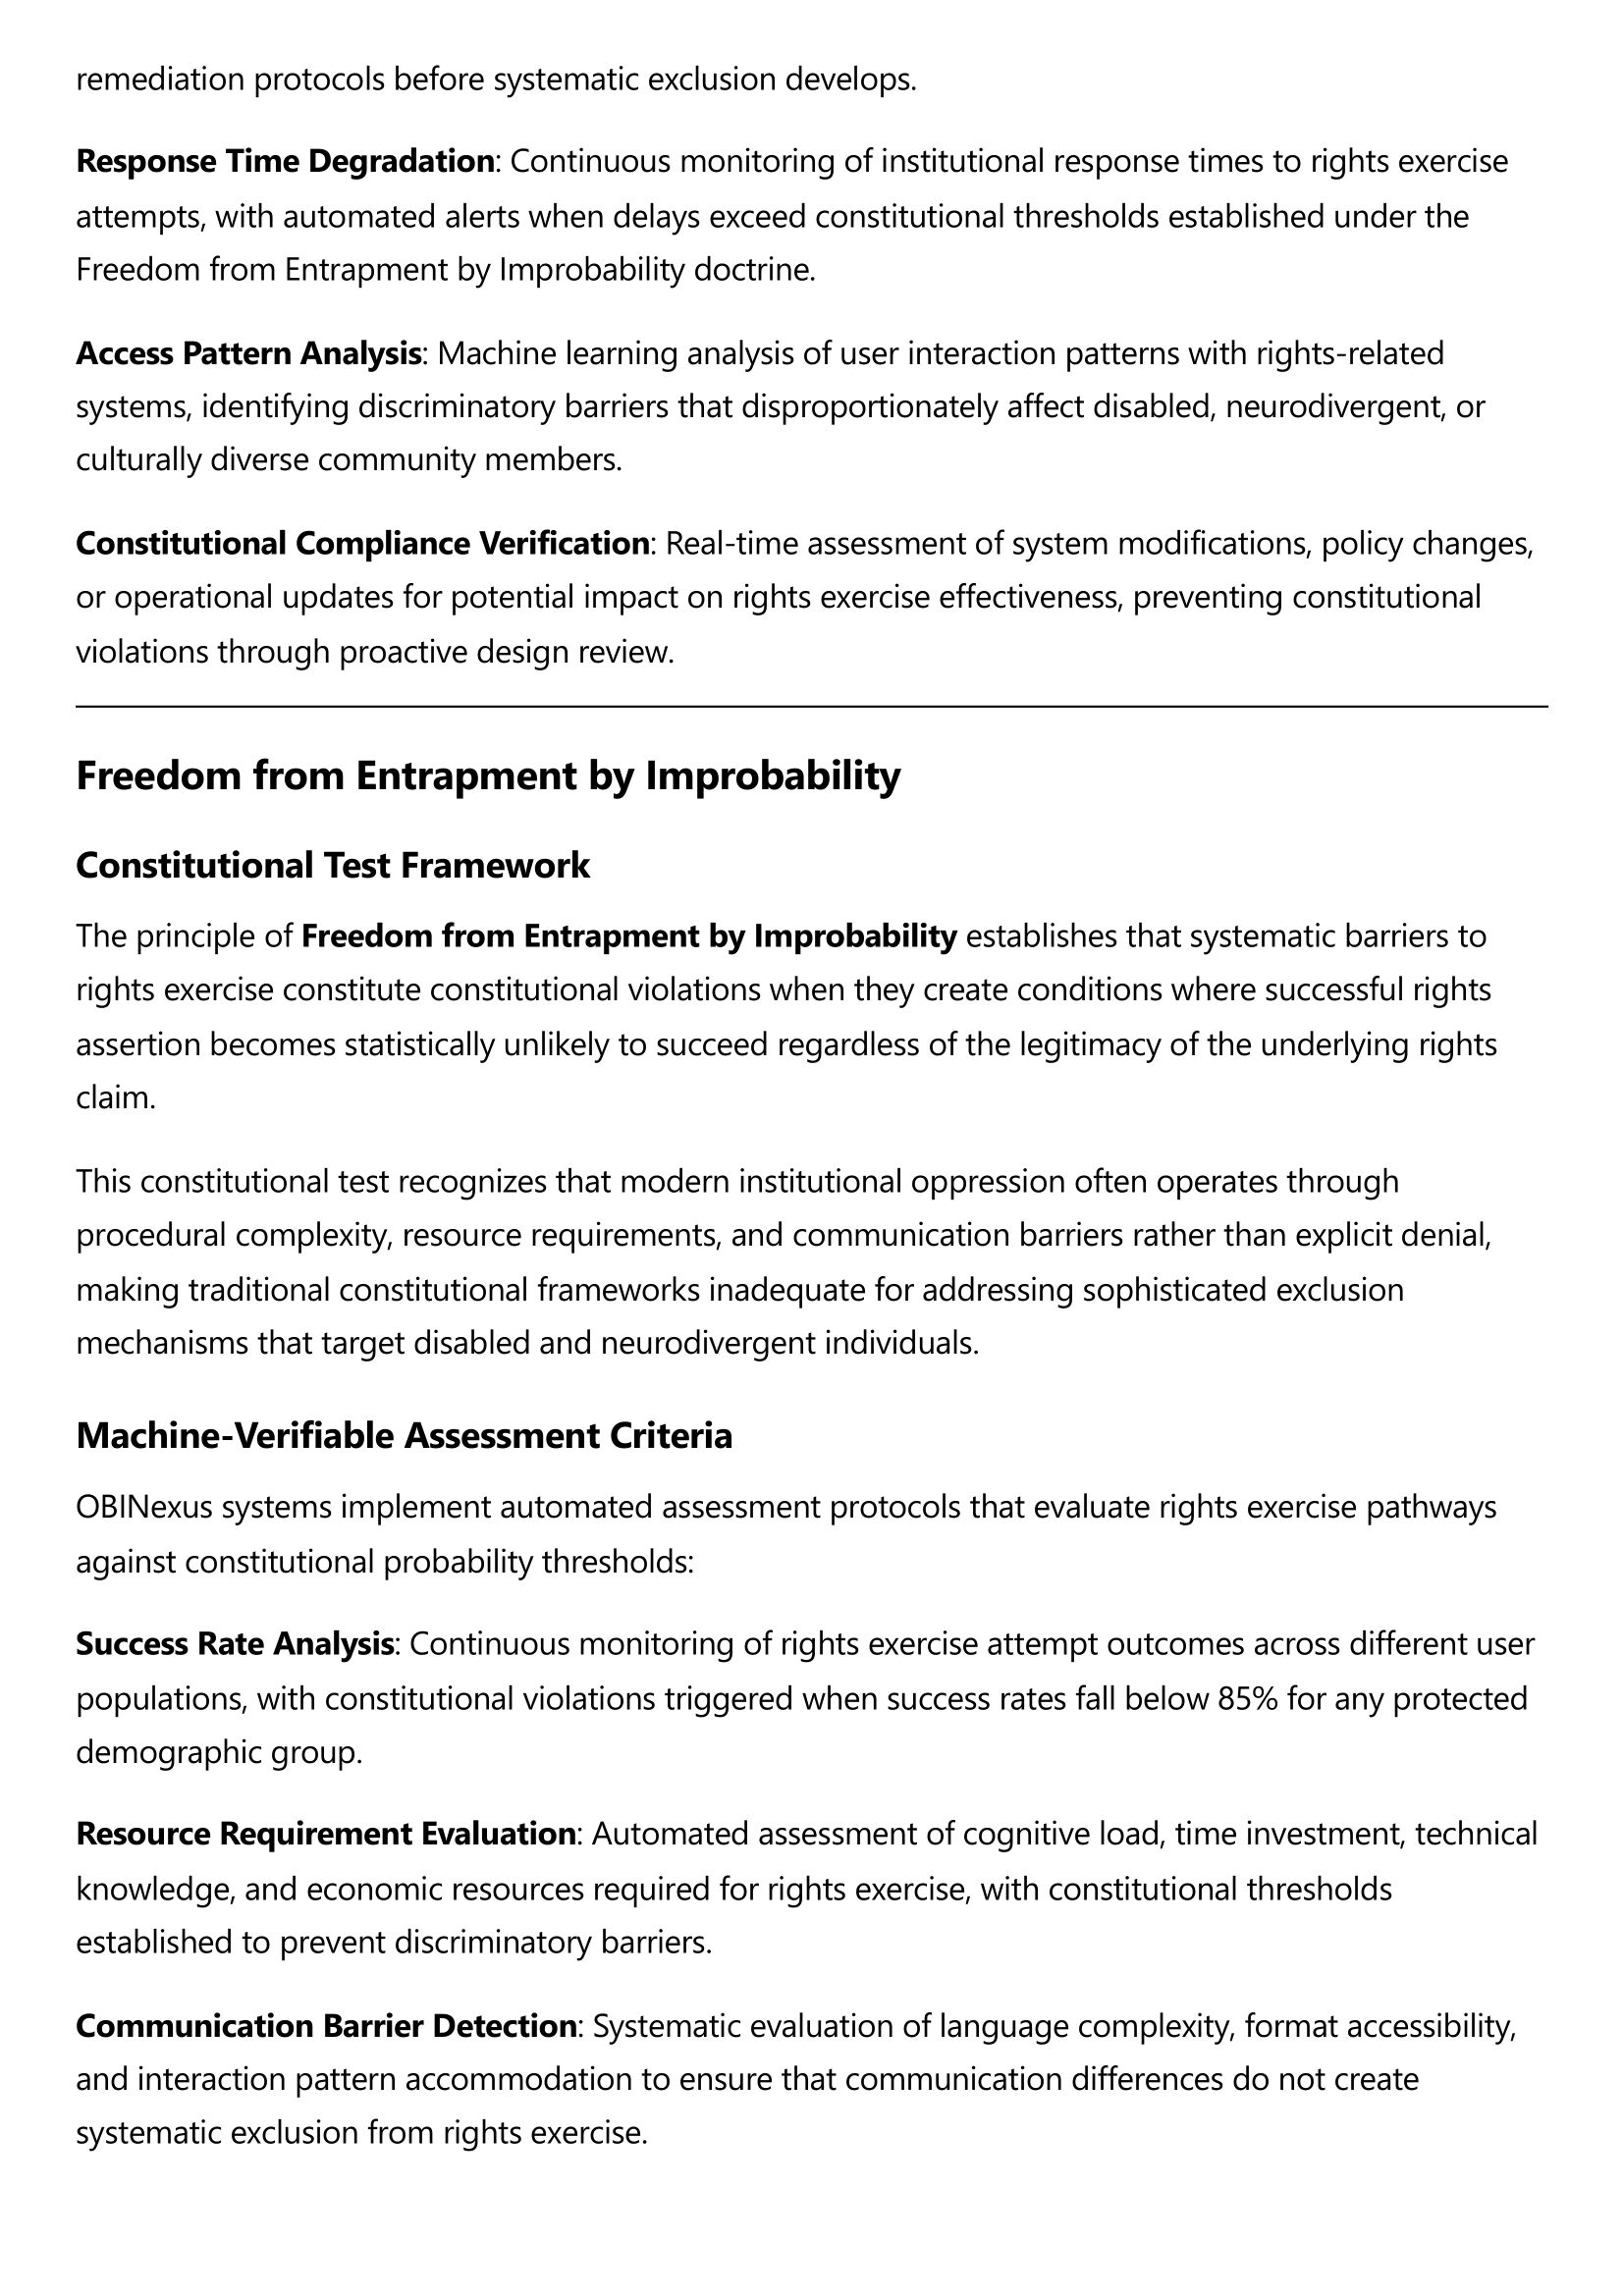 remediation protocols before systematic exclusion develops.
Response Time Degradation: Continuous monitoring of institutional response times to rights exercise
attempts, with automated alerts when delays exceed constitutional thresholds established under the
Freedom from Entrapment by Improbability doctrine.
Access Pattern Analysis: Machine learning analysis of user interaction patterns with rights-related
systems, identifying discriminatory barriers that disproportionately affect disabled, neurodivergent, or
culturally diverse community members.
Constitutional Compliance Verification: Real-time assessment of system modifications, policy changes,
or operational updates for potential impact on rights exercise effectiveness, preventing constitutional
violations through proactive design review.
Freedom from Entrapment by Improbability
Constitutional Test Framework
The principle of Freedom from Entrapment by Improbability establishes that systematic barriers to
rights exercise constitute constitutional violations when they create conditions where successful rights
assertion becomes statistically unlikely to succeed regardless of the legitimacy of the underlying rights
claim.
This constitutional test recognizes that modern institutional oppression often operates through
procedural complexity, resource requirements, and communication barriers rather than explicit denial,
making traditional constitutional frameworks inadequate for addressing sophisticated exclusion
mechanisms that target disabled and neurodivergent individuals.
Machine-Verifiable Assessment Criteria
OBINexus systems implement automated assessment protocols that evaluate rights exercise pathways
against constitutional probability thresholds:
Success Rate Analysis: Continuous monitoring of rights exercise attempt outcomes across different user
populations, with constitutional violations triggered when success rates fall below 85% for any protected
demographic group.
Resource Requirement Evaluation: Automated assessment of cognitive load, time investment, technical
knowledge, and economic resources required for rights exercise, with constitutional thresholds
established to prevent discriminatory barriers.
Communication Barrier Detection: Systematic evaluation of language complexity, format accessibility,
and interaction pattern accommodation to ensure that communication differences do not create
systematic exclusion from rights exercise.